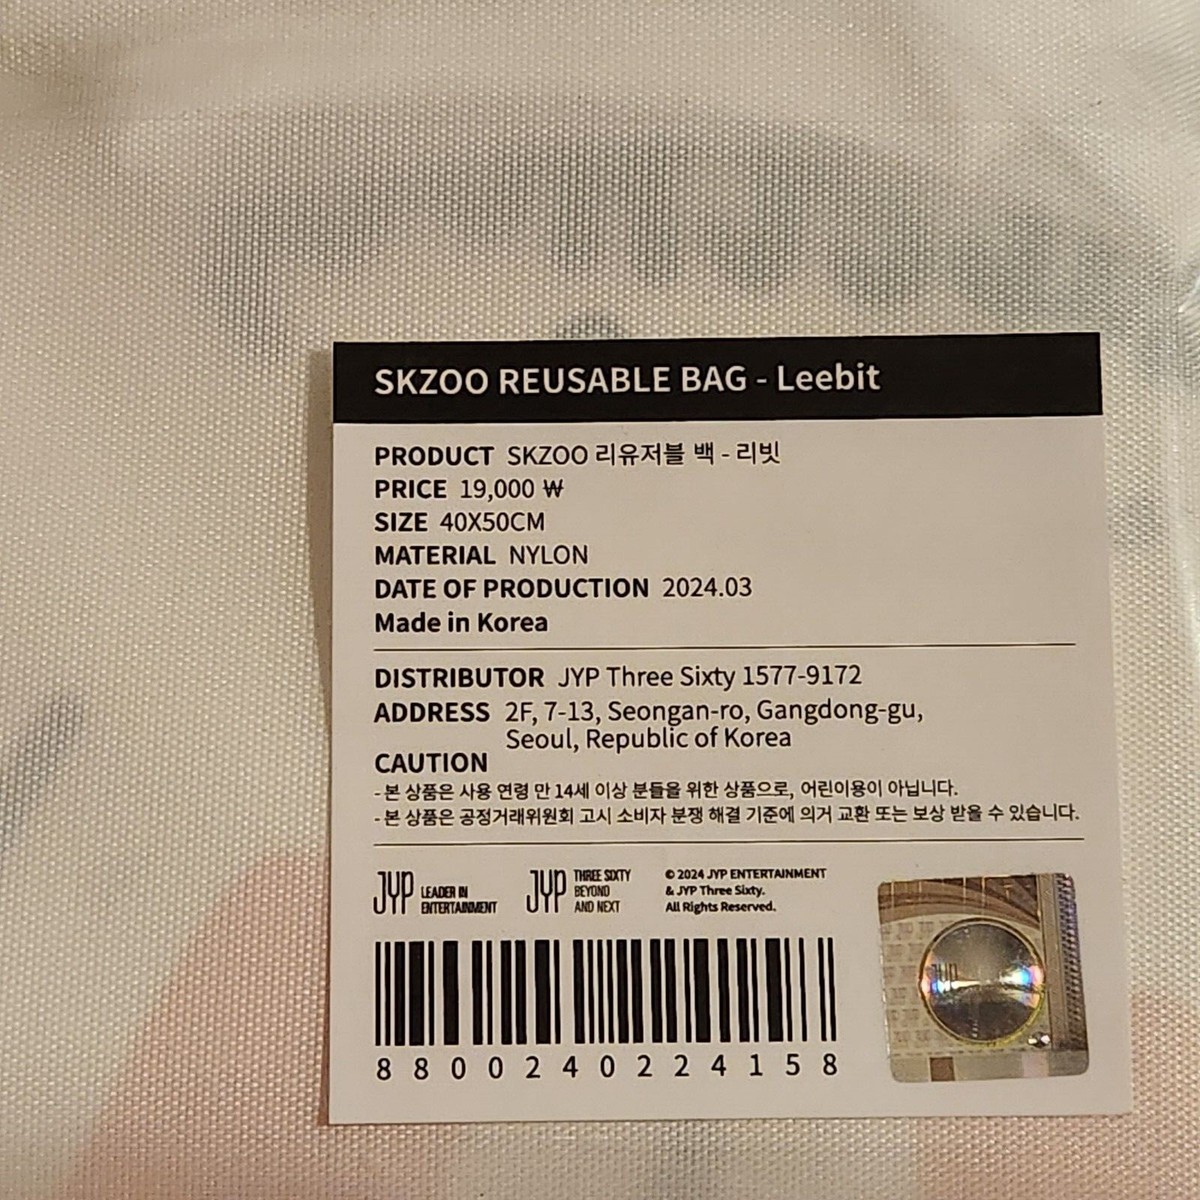 SKZOO REUSABLE BAG - Leebit
PRODUCT SKZOO 리유저블 백 - 리빗
PRICE 19,000 ₩
SIZE 40X50CM
MATERIAL NYLON
DATE OF PRODUCTION 2024.03
Made in Korea
DISTRIBUTOR JYP Three Sixty 1577-9172
ADDRESS 2F, 7-13, Seongan-ro, Gangdong-gu,
Seoul, Republic of Korea
CAUTION
- 본 상품은 사용 연령 만 14세 이상 분들을 위한 상품으로, 어린이용이 아닙니다.
- 본 상품은 공정거래위원회 고시 소비자 분쟁 해결 기준에 의거 교환 또는 보상 받을 수 있습니다.
JYP LEADER IN
ENTERTAINMENT
JYP THREE SIXTY
BEYOND
AND NEXT
© 2024 JYP ENTERTAINMENT
& JYP Three Sixty.
All Rights Reserved.
JYP
8800240224158